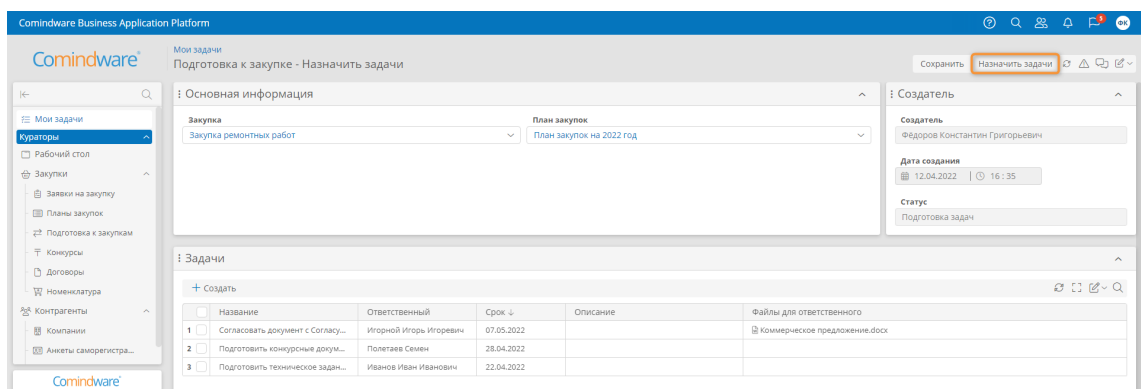 Comindware Business Application Platform
5
ФК
Comindware®
Мои задачи
Подготовка к закупке - Назначить задачи
Сохранить
Назначить задачи
Мои задачи
Кураторы
Рабочий стол
Закупки
Заявки на закупку
Планы закупок
Подготовка к закупкам
Конкурсы
Договоры
Номенклатура
Контрагенты
Компании
Анкеты саморегистра...
Comindware®
Основная информация
Закупка
План закупок
Закупка ремонтных работ
План закупок на 2022 год
Создатель
Создатель
Фёдоров Константин Григорьевич
Дата создания
12.04.2022 16 : 35
Статус
Подготовка задач
Задачи
+ Создать
Название Ответственный Срок ↓ Описание Файлы для ответственного
1 Согласовать документ с Согласу... Игорной Игорь Игоревич 07.05.2022 Коммерческое предложение.docx
2 Подготовить конкурсные докум... Полетаев Семен 28.04.2022
3 Подготовить техническое задан... Иванов Иван Иванович 22.04.2022